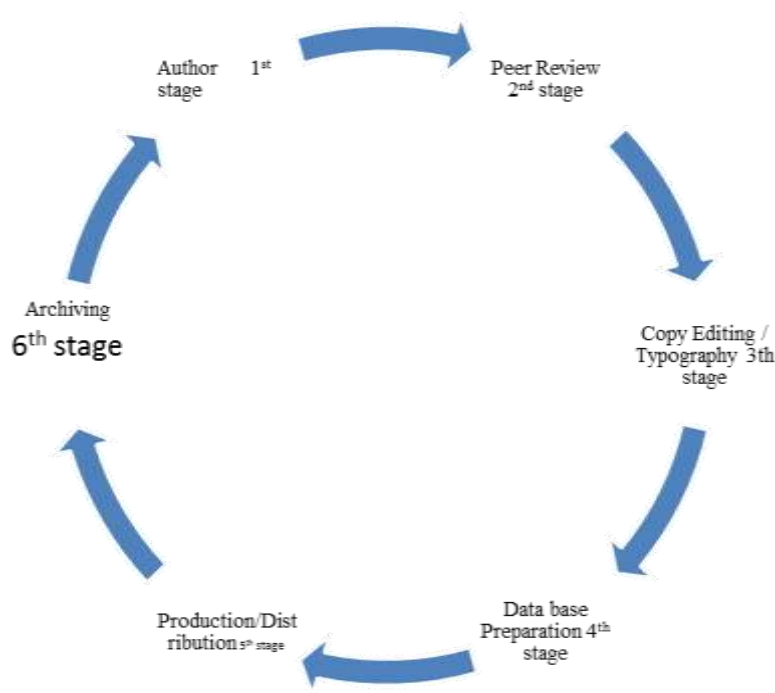 Author 1st
stage
Peer Review
2nd stage
Copy Editing /
Typography 3th
stage
Data base
Preparation 4th
stage
Production/Dist
ribution 5th stage
Archiving
6th stage